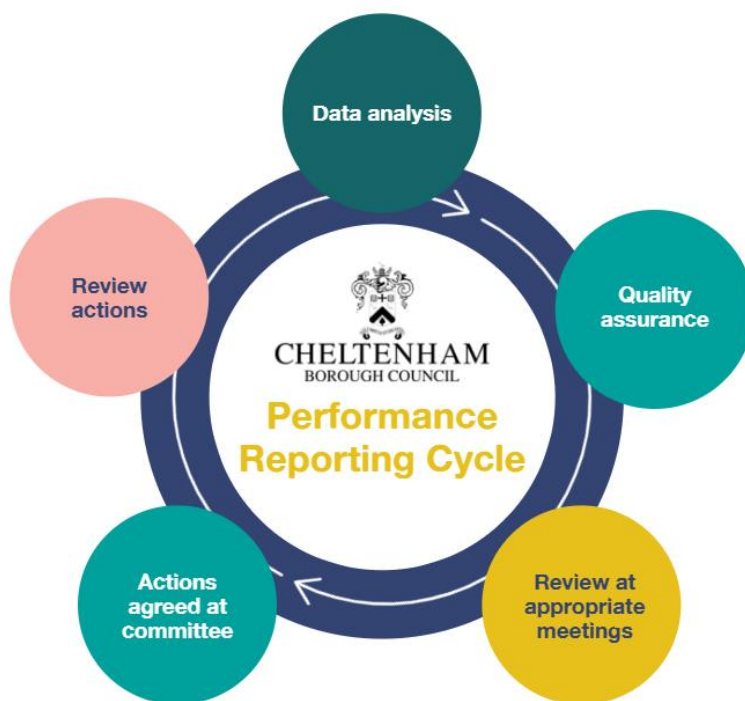 Data analysis
Quality
assurance
Review at
appropriate
meetings
Actions
agreed at
committee
Review
actions
CHELTENHAM
BOROUGH COUNCIL
Performance
Reporting Cycle